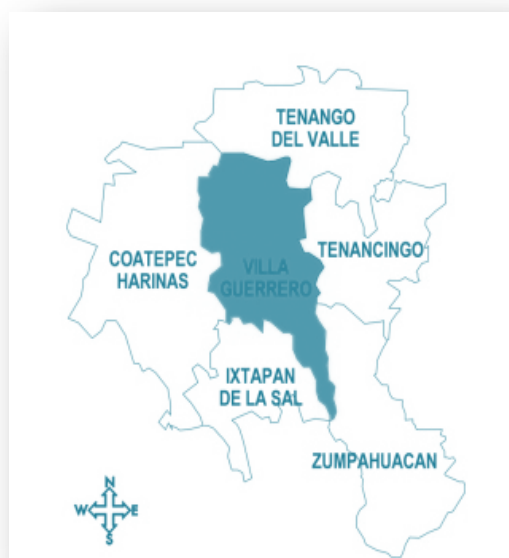 TENANGO
DEL VALLE
TENANCINGO
COATEPEC
HARINAS
VILLA
GUERRERO
IXTAPAN
DE LA SAL
ZUMPAHUACAN
N
W E
S